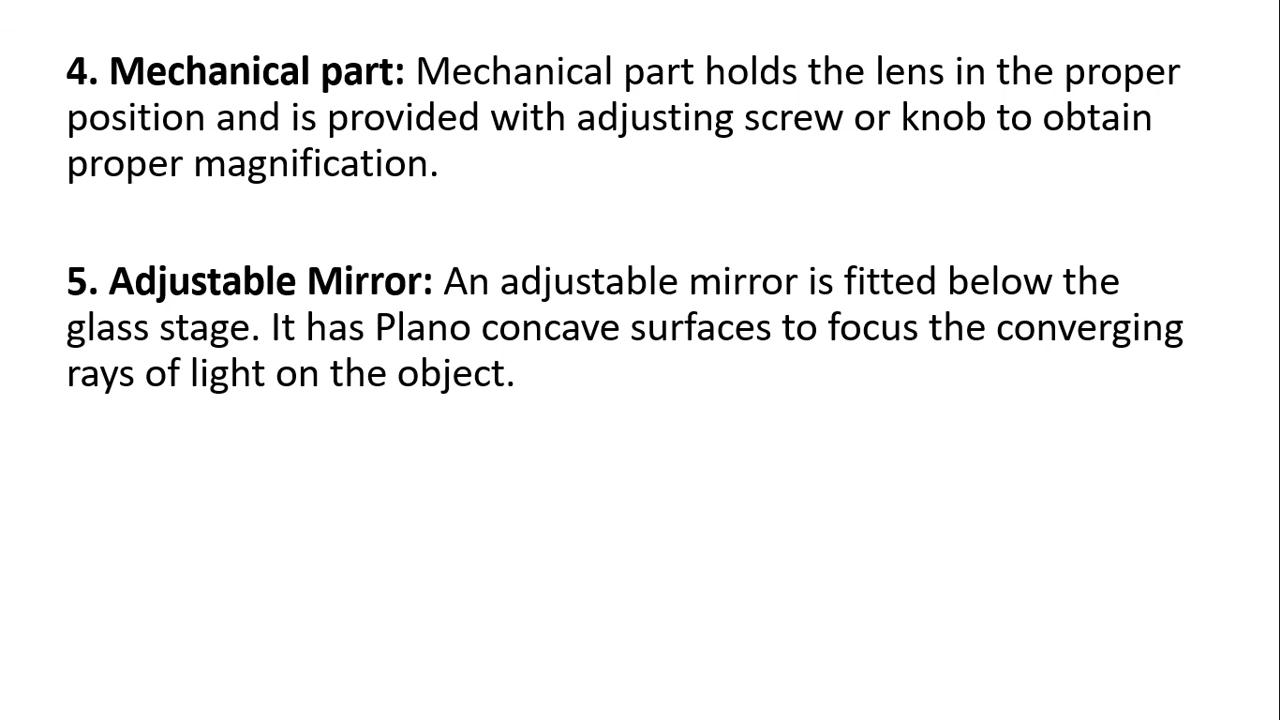 4. Mechanical part: Mechanical part holds the lens in the proper
position and is provided with adjusting screw or knob to obtain
proper magnification.
5. Adjustable Mirror: An adjustable mirror is fitted below the
glass stage. It has Plano concave surfaces to focus the converging
rays of light on the object.